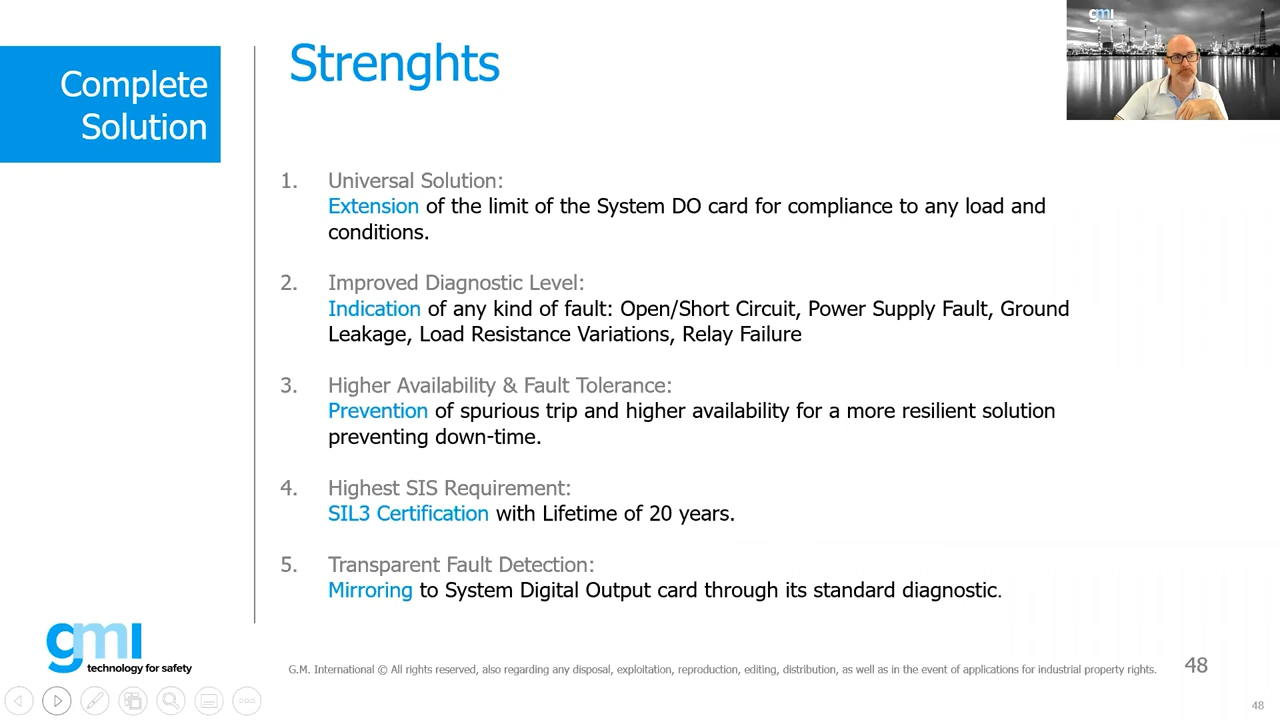 Complete
Solution
Strenghts
gmi
1. Universal Solution:
Extension of the limit of the System DO card for compliance to any load and
conditions.
2. Improved Diagnostic Level:
Indication of any kind of fault: Open/Short Circuit, Power Supply Fault, Ground
Leakage, Load Resistance Variations, Relay Failure
3. Higher Availability & Fault Tolerance:
Prevention of spurious trip and higher availability for a more resilient solution
preventing down-time.
4. Highest SIS Requirement:
SIL3 Certification with Lifetime of 20 years.
5. Transparent Fault Detection:
Mirroring to System Digital Output card through its standard diagnostic.
gmi
technology for safety
G.M. International © All rights reserved, also regarding any disposal, exploitation, reproduction, editing, distribution, as well as in the event of applications for industrial property rights.
48
48